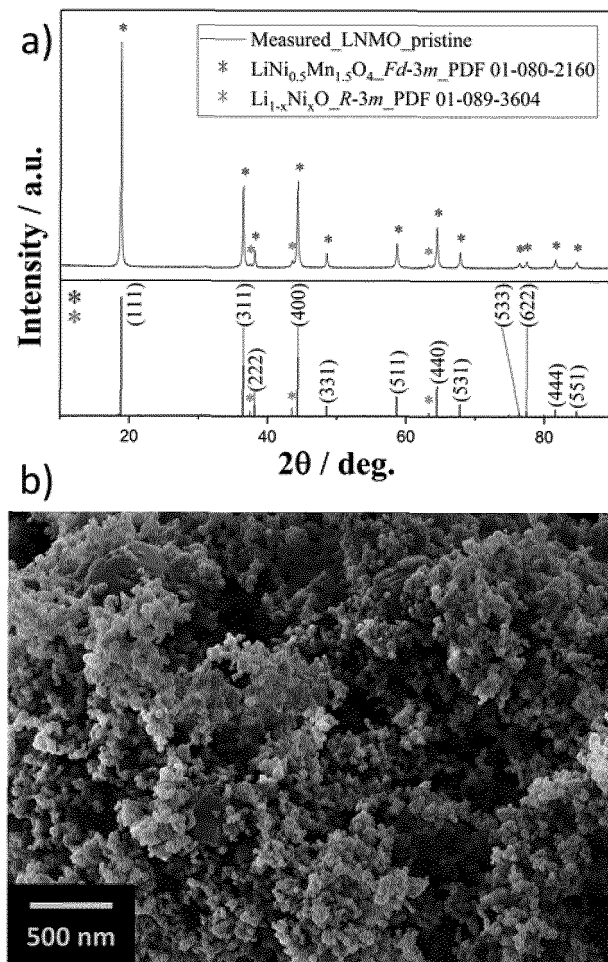 a)
Measured_LNMO_pristine
* LiNi0.5Mn1.5O4_Fd-3m_PDF 01-080-2160
* Li1-xNixO_R-3m_PDF 01-089-3604
Intensity / a.u.
(111)
(311)
(222)
(400)
(331)
(511)
(440)
(531)
(533)
(622)
(444)
(551)
20
40
60
80
2θ / deg.
b)
500 nm